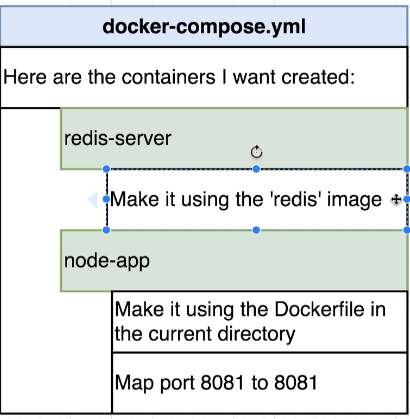 docker-compose.yml
Here are the containers I want created:
redis-server
Make it using the 'redis' image
node-app
Make it using the Dockerfile in
the current directory
Map port 8081 to 8081